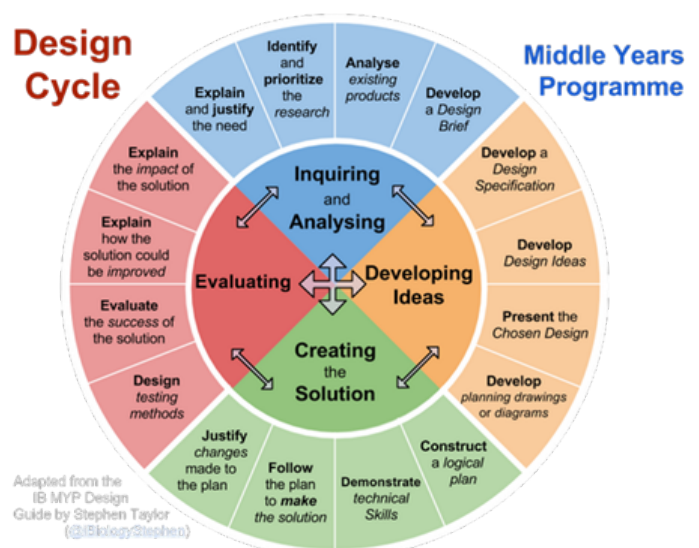 Design
Cycle
Middle Years
Programme
Explain
and justify
the need
Identify
and
prioritize
the
research
Analyse
existing
products
Develop
a Design
Brief
Develop a
Design
Specification
Develop
Design Ideas
Present the
Chosen Design
Develop
planning drawings
or diagrams
Construct
a logical
plan
Demonstrate
technical
Skills
Follow
the plan
to make
the solution
Justify
changes
made to
the plan
Design
testing
methods
Evaluate
the success of
the solution
Explain
how the
solution could
be improved
Explain
the impact of
the solution
Inquiring
and
Analysing
Developing
Ideas
Creating
the
Solution
Evaluating
Adapted from the
IB MYP Design
Guide by Stephen Taylor
(@iBiologyStephen)